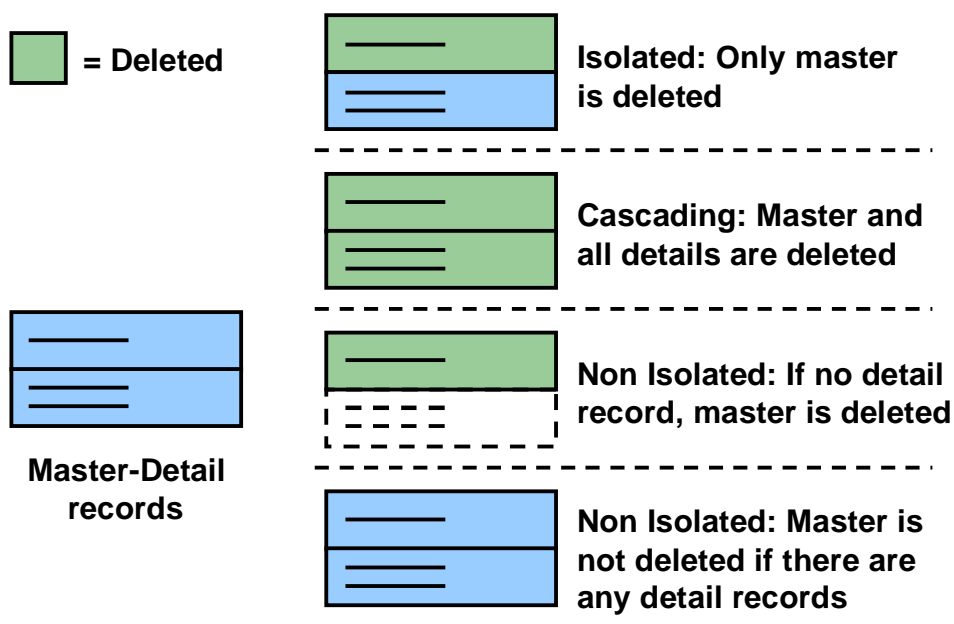 = Deleted
Isolated: Only master
is deleted
Cascading: Master and
all details are deleted
Non Isolated: If no detail
record, master is deleted
Master-Detail
records
Non Isolated: Master is
not deleted if there are
any detail records